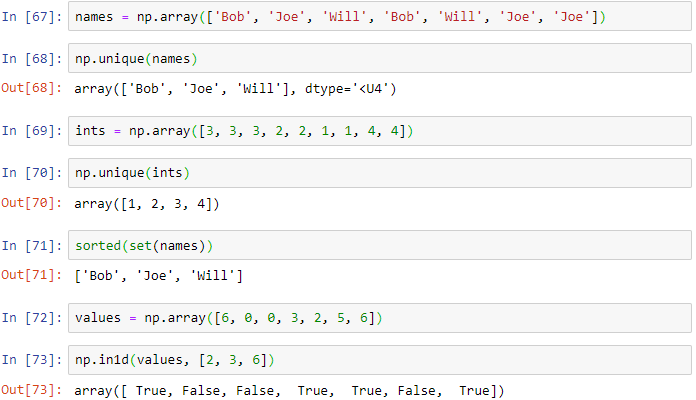 In [67]: names = np.array(['Bob', 'Joe', 'Will', 'Bob', 'Will', 'Joe', 'Joe'])
In [68]: np.unique(names)
Out[68]: array(['Bob', 'Joe', 'Will'], dtype='<U4')
In [69]: ints = np.array([3, 3, 3, 2, 2, 1, 1, 4, 4])
In [70]: np.unique(ints)
Out[70]: array([1, 2, 3, 4])
In [71]: sorted(set(names))
Out[71]: ['Bob', 'Joe', 'Will']
In [72]: values = np.array([6, 0, 0, 3, 2, 5, 6])
In [73]: np.in1d(values, [2, 3, 6])
Out[73]: array([ True, False, False,  True,  True, False,  True])